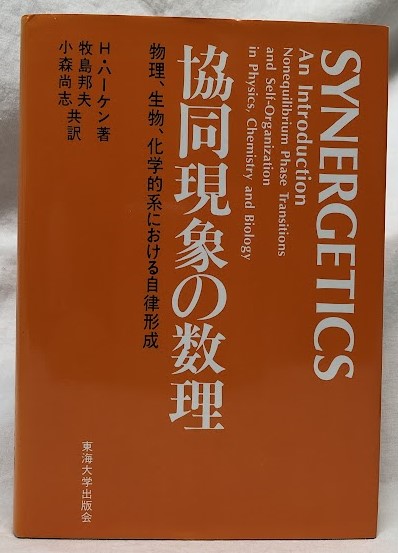 SYNERGETICS
An Introduction
Nonequilibrium Phase Transitions
and Self-Organization
in Physics, Chemistry and Biology
協同現象の数理
物理、生物、化学的系における自律形成
H・ハーケン著
牧島邦夫
小森尚志 共訳
東海大学出版会